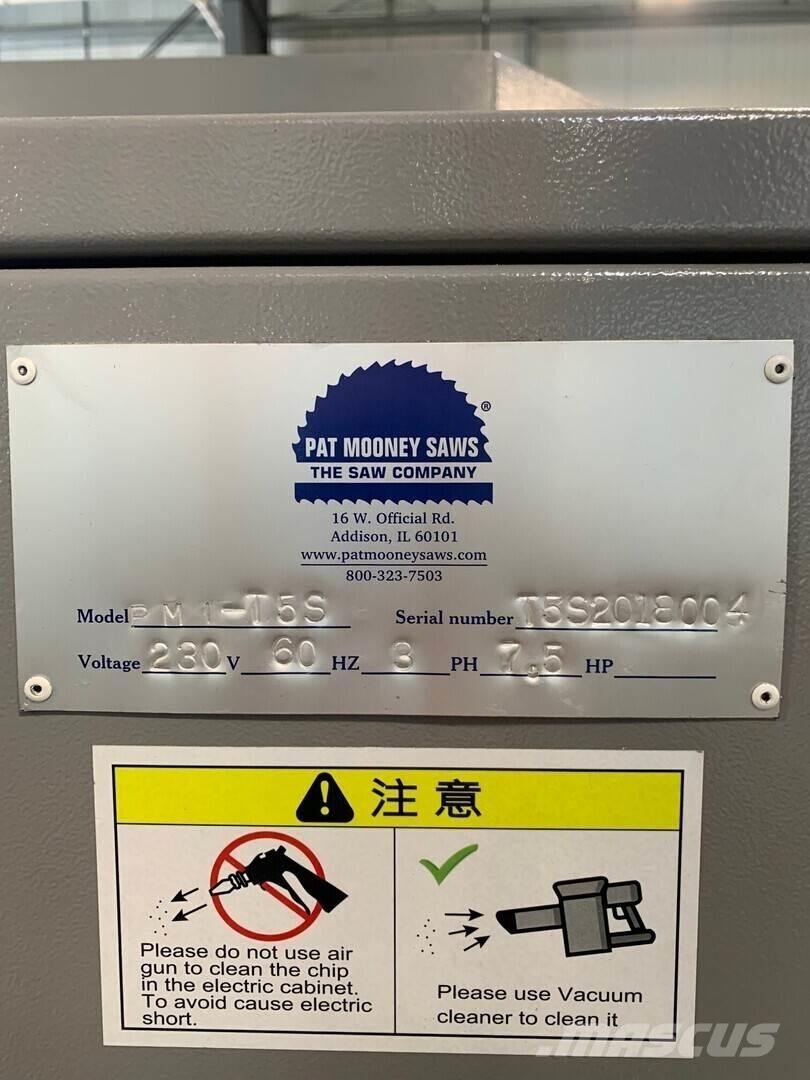 PAT MOONEY SAWS ®
THE SAW COMPANY
16 W. Official Rd.
Addison, IL 60101
www.patmooneysaws.com
800-323-7503
Model PM1-T5S Serial number T5S2018004
Voltage 230 V 60 HZ 3 PH 7.5 HP
注意
Please do not use air
gun to clean the chip
in the electric cabinet.
To avoid cause electric
short.
Please use Vacuum
cleaner to clean it
MASCUS